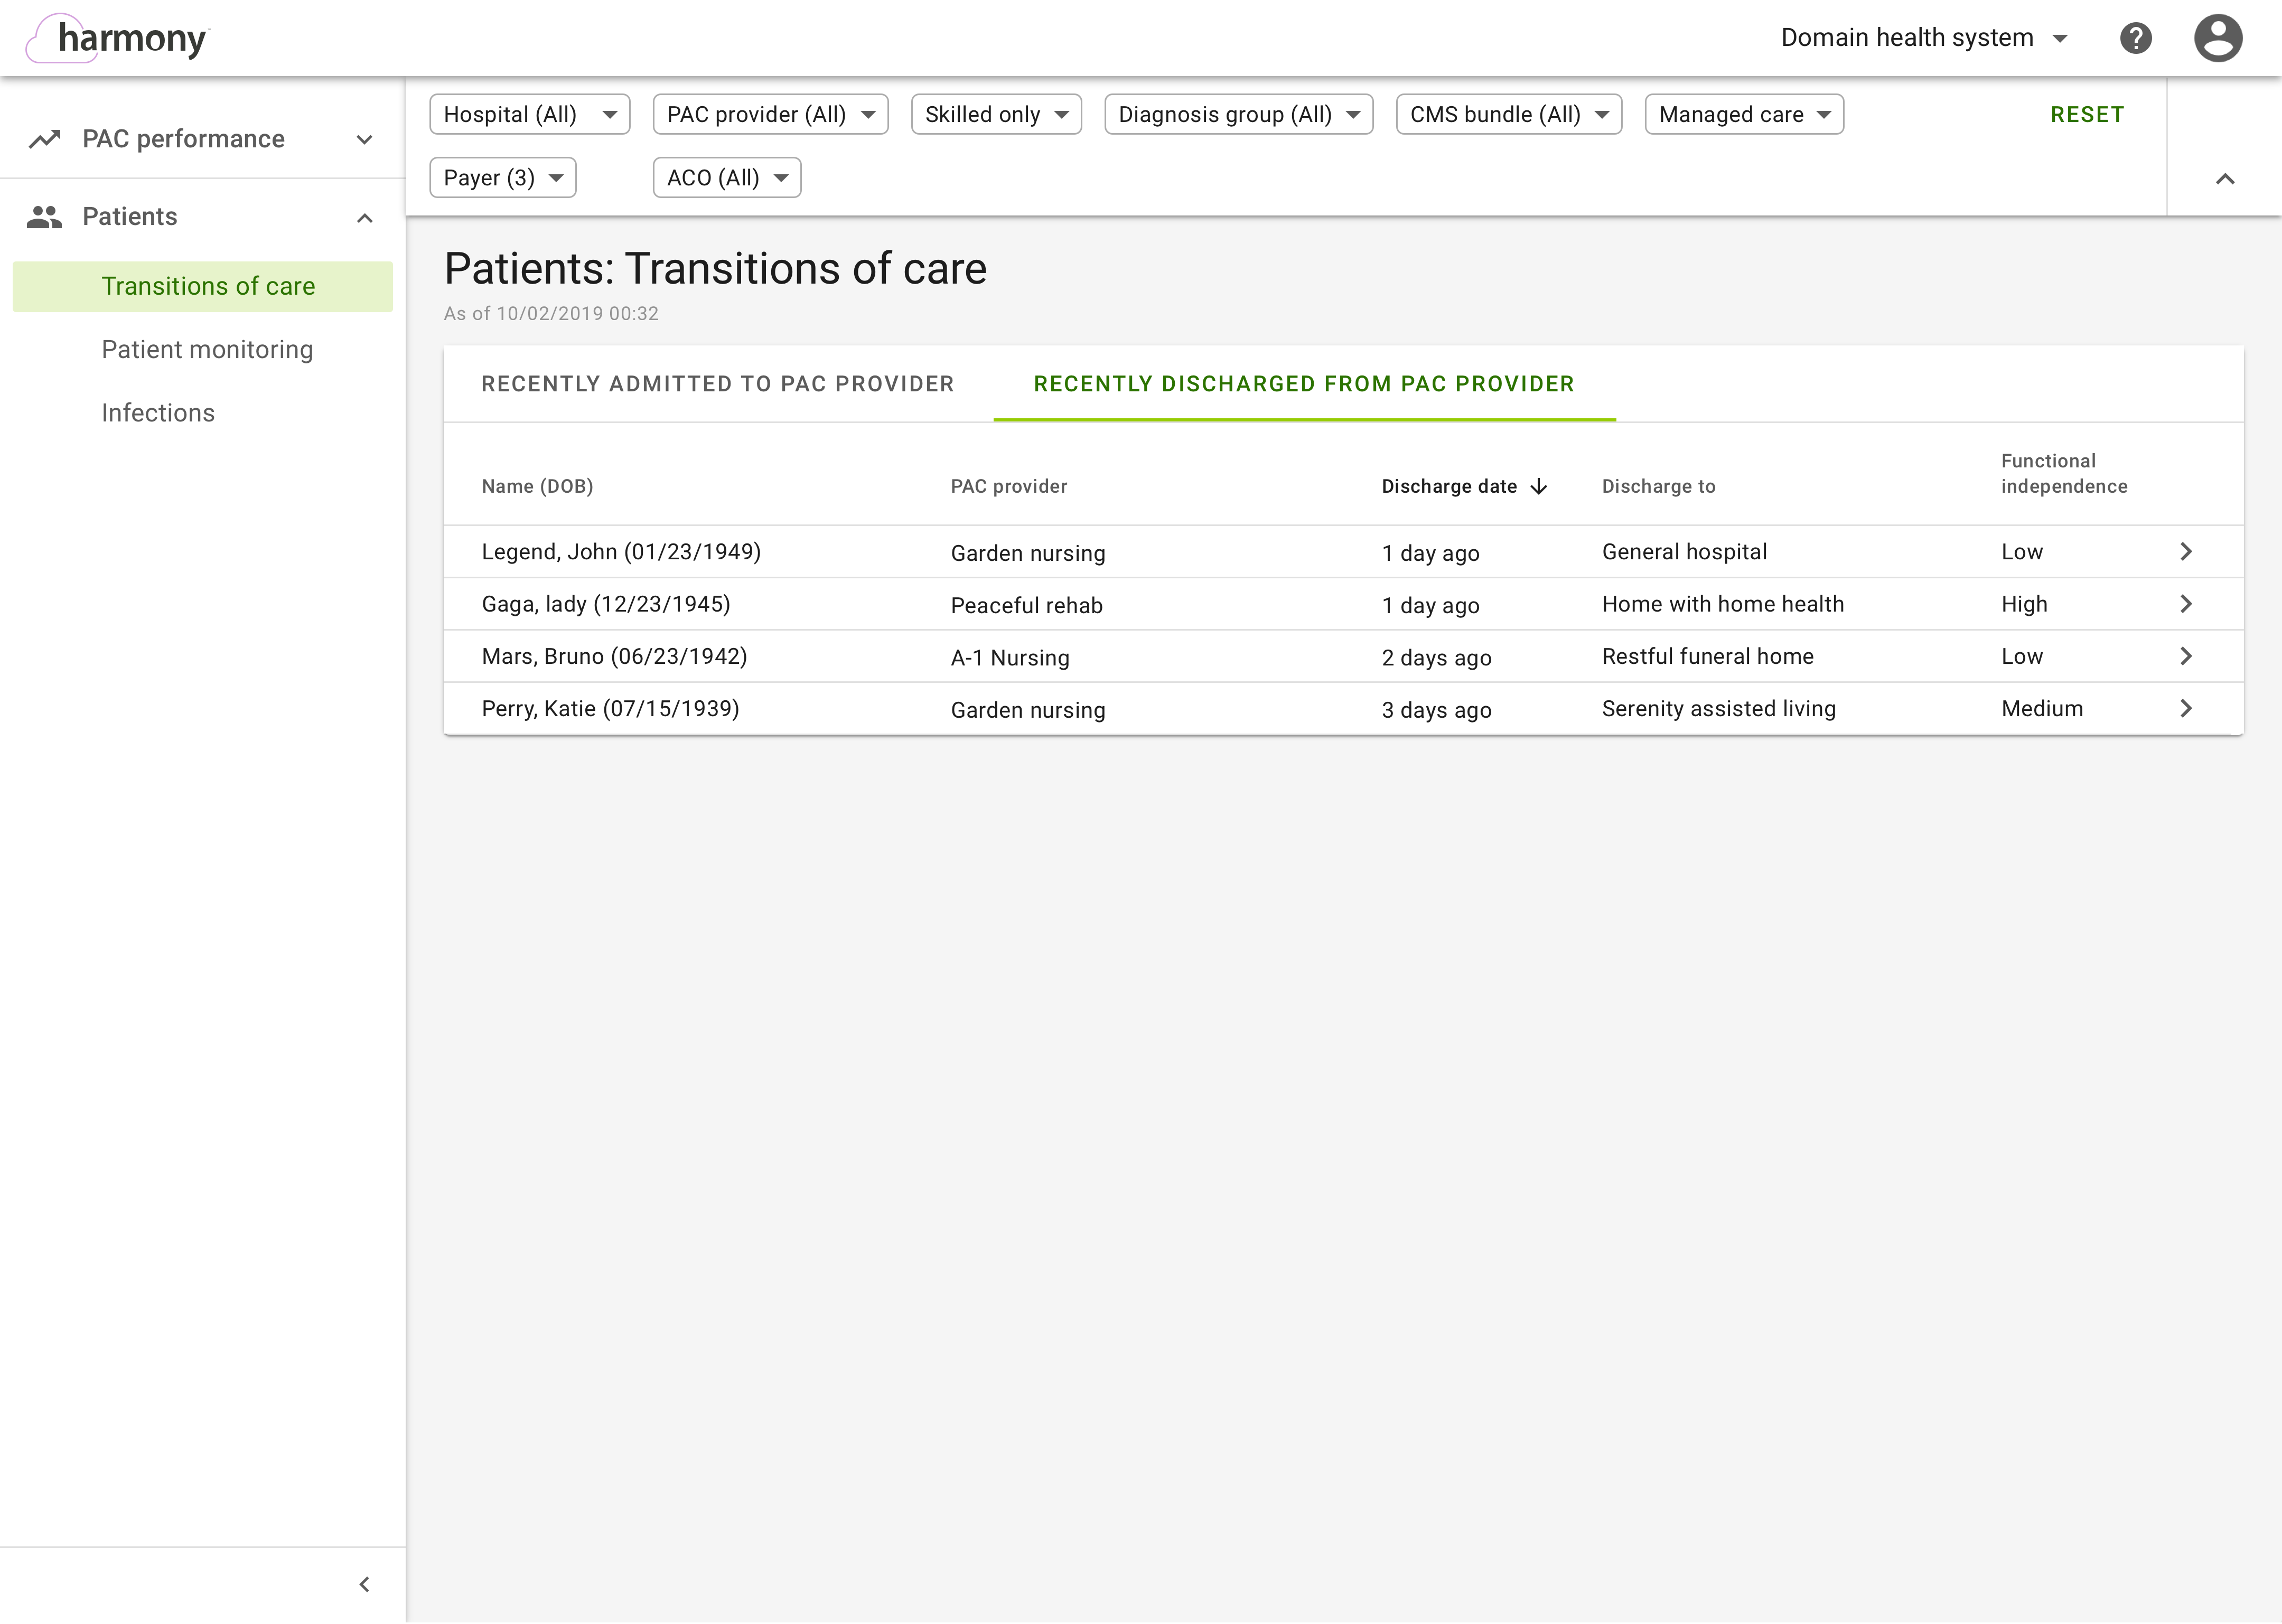 harmony
Domain health system
PAC performance
Patients
Transitions of care
Patient monitoring
Infections
Hospital (All)
PAC provider (All)
Skilled only
Diagnosis group (All)
CMS bundle (All)
Managed care
RESET
Payer (3)
ACO (All)
Patients: Transitions of care
As of 10/02/2019 00:32
RECENTLY ADMITTED TO PAC PROVIDER
RECENTLY DISCHARGED FROM PAC PROVIDER
Name (DOB)
PAC provider
Discharge date
Discharge to
Functional
independence
Legend, John (01/23/1949) Garden nursing 1 day ago General hospital Low
Gaga, lady (12/23/1945) Peaceful rehab 1 day ago Home with home health High
Mars, Bruno (06/23/1942) A-1 Nursing 2 days ago Restful funeral home Low
Perry, Katie (07/15/1939) Garden nursing 3 days ago Serenity assisted living Medium